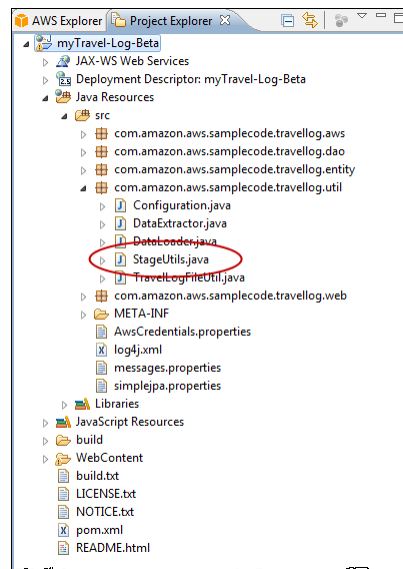 AWS Explorer Project Explorer
myTravel-Log-Beta
JAX-WS Web Services
Deployment Descriptor: myTravel-Log-Beta
Java Resources
src
com.amazon.aws.samplecode.travellog.aws
com.amazon.aws.samplecode.travellog.dao
com.amazon.aws.samplecode.travellog.entity
com.amazon.aws.samplecode.travellog.util
Configuration.java
DataExtractor.java
DataLoader.java
StageUtils.java
TravelLogFileUtil.java
com.amazon.aws.samplecode.travellog.web
META-INF
AwsCredentials.properties
log4j.xml
messages.properties
simplejpa.properties
Libraries
JavaScript Resources
build
WebContent
build.txt
LICENSE.txt
NOTICE.txt
pom.xml
README.html